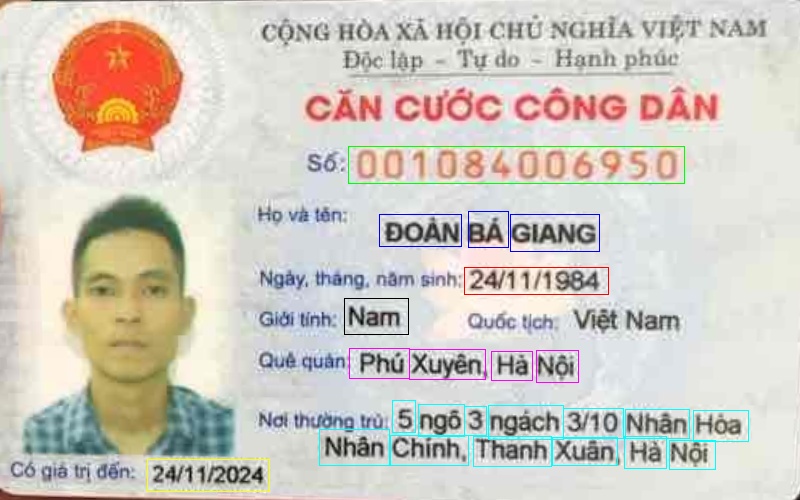 CỘNG HÒA XÃ HỘI CHỦ NGHĨA VIỆT NAM
Độc lập - Tự do - Hạnh phúc
CĂN CƯỚC CÔNG DÂN
Số: 001084006950
Họ và tên: ĐOÀN BÁ GIANG
Ngày, tháng, năm sinh: 24/11/1984
Giới tính: Nam Quốc tịch: Việt Nam
Quê quán: Phú Xuyên, Hà Nội
Nơi thường trú: 5 ngõ 3 ngách 3/10 Nhân Hòa
Nhân Chính, Thanh Xuân, Hà Nội
Có giá trị đến: 24/11/2024